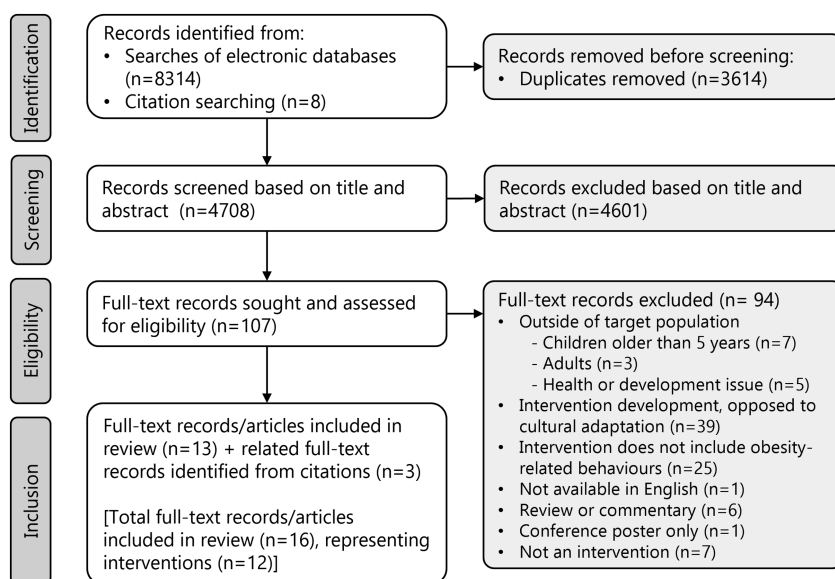 Identification
Records identified from:
• Searches of electronic databases
(n=8314)
• Citation searching (n=8)
Records removed before screening:
• Duplicates removed (n=3614)
Screening
Records screened based on title and
abstract (n=4708)
Records excluded based on title and
abstract (n=4601)
Eligibility
Full-text records sought and assessed
for eligibility (n=107)
Full-text records excluded (n= 94)
• Outside of target population
- Children older than 5 years (n=7)
- Adults (n=3)
- Health or development issue (n=5)
• Intervention development, opposed to
cultural adaptation (n=39)
• Intervention does not include obesity-
related behaviours (n=25)
• Not available in English (n=1)
• Review or commentary (n=6)
• Conference poster only (n=1)
• Not an intervention (n=7)
Inclusion
Full-text records/articles included in
review (n=13) + related full-text
records identified from citations (n=3)
[Total full-text records/articles
included in review (n=16), representing
interventions (n=12)]